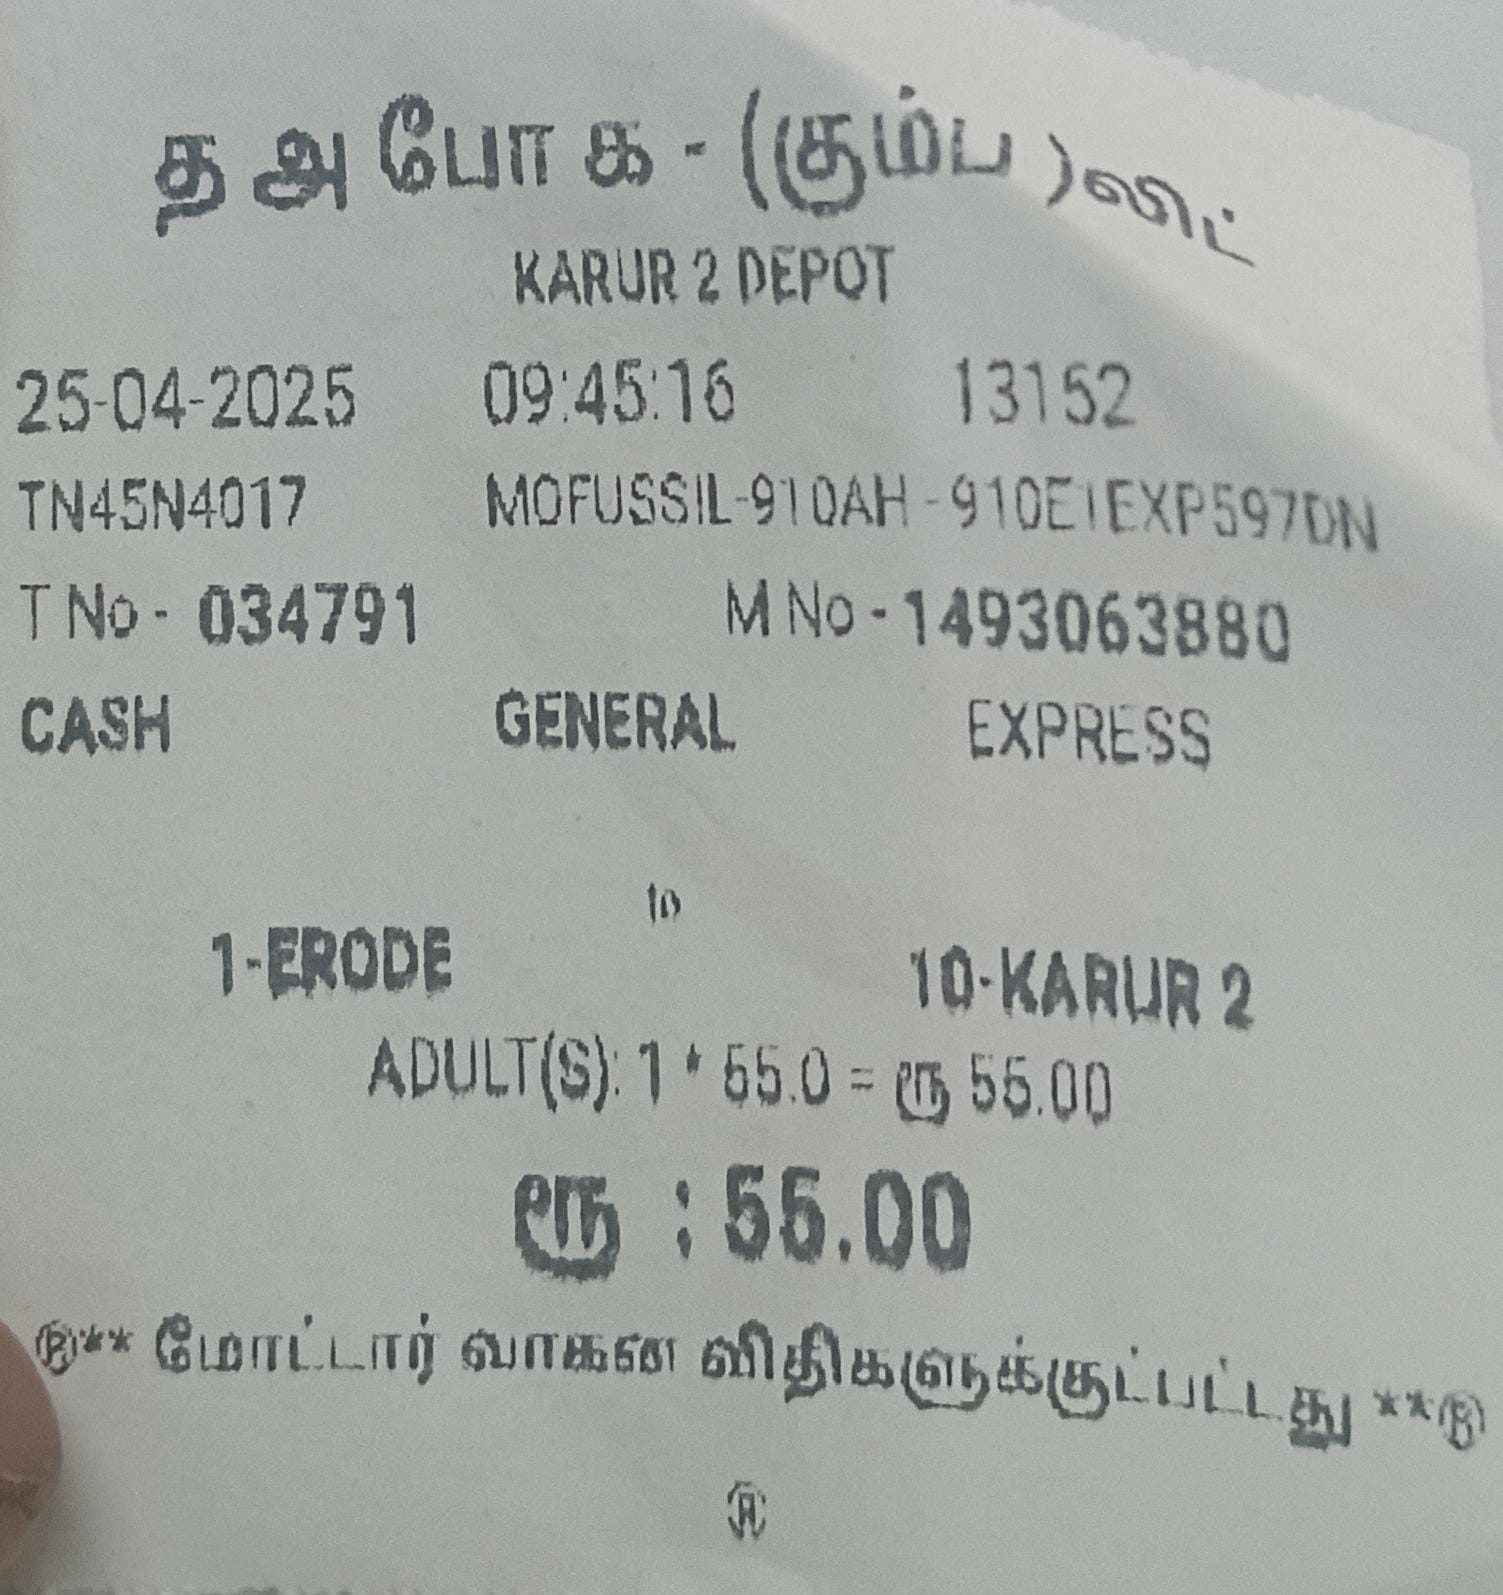 த அ போ க - (கும்ப) லிட்
KARUR 2 DEPOT
25-04-2025 09:45:16 13152
TN45N4017 MOFUSSIL-910AH - 910E1EXP597DN
T No - 034791 M No - 1493063880
CASH GENERAL EXPRESS
to
1-ERODE 10-KARUR 2
ADULT(S): 1 * 55.0 = ரூ 55.00
ரூ : 55.00
®** மோட்டார் வாகன விதிகளுக்குட்பட்டது **®